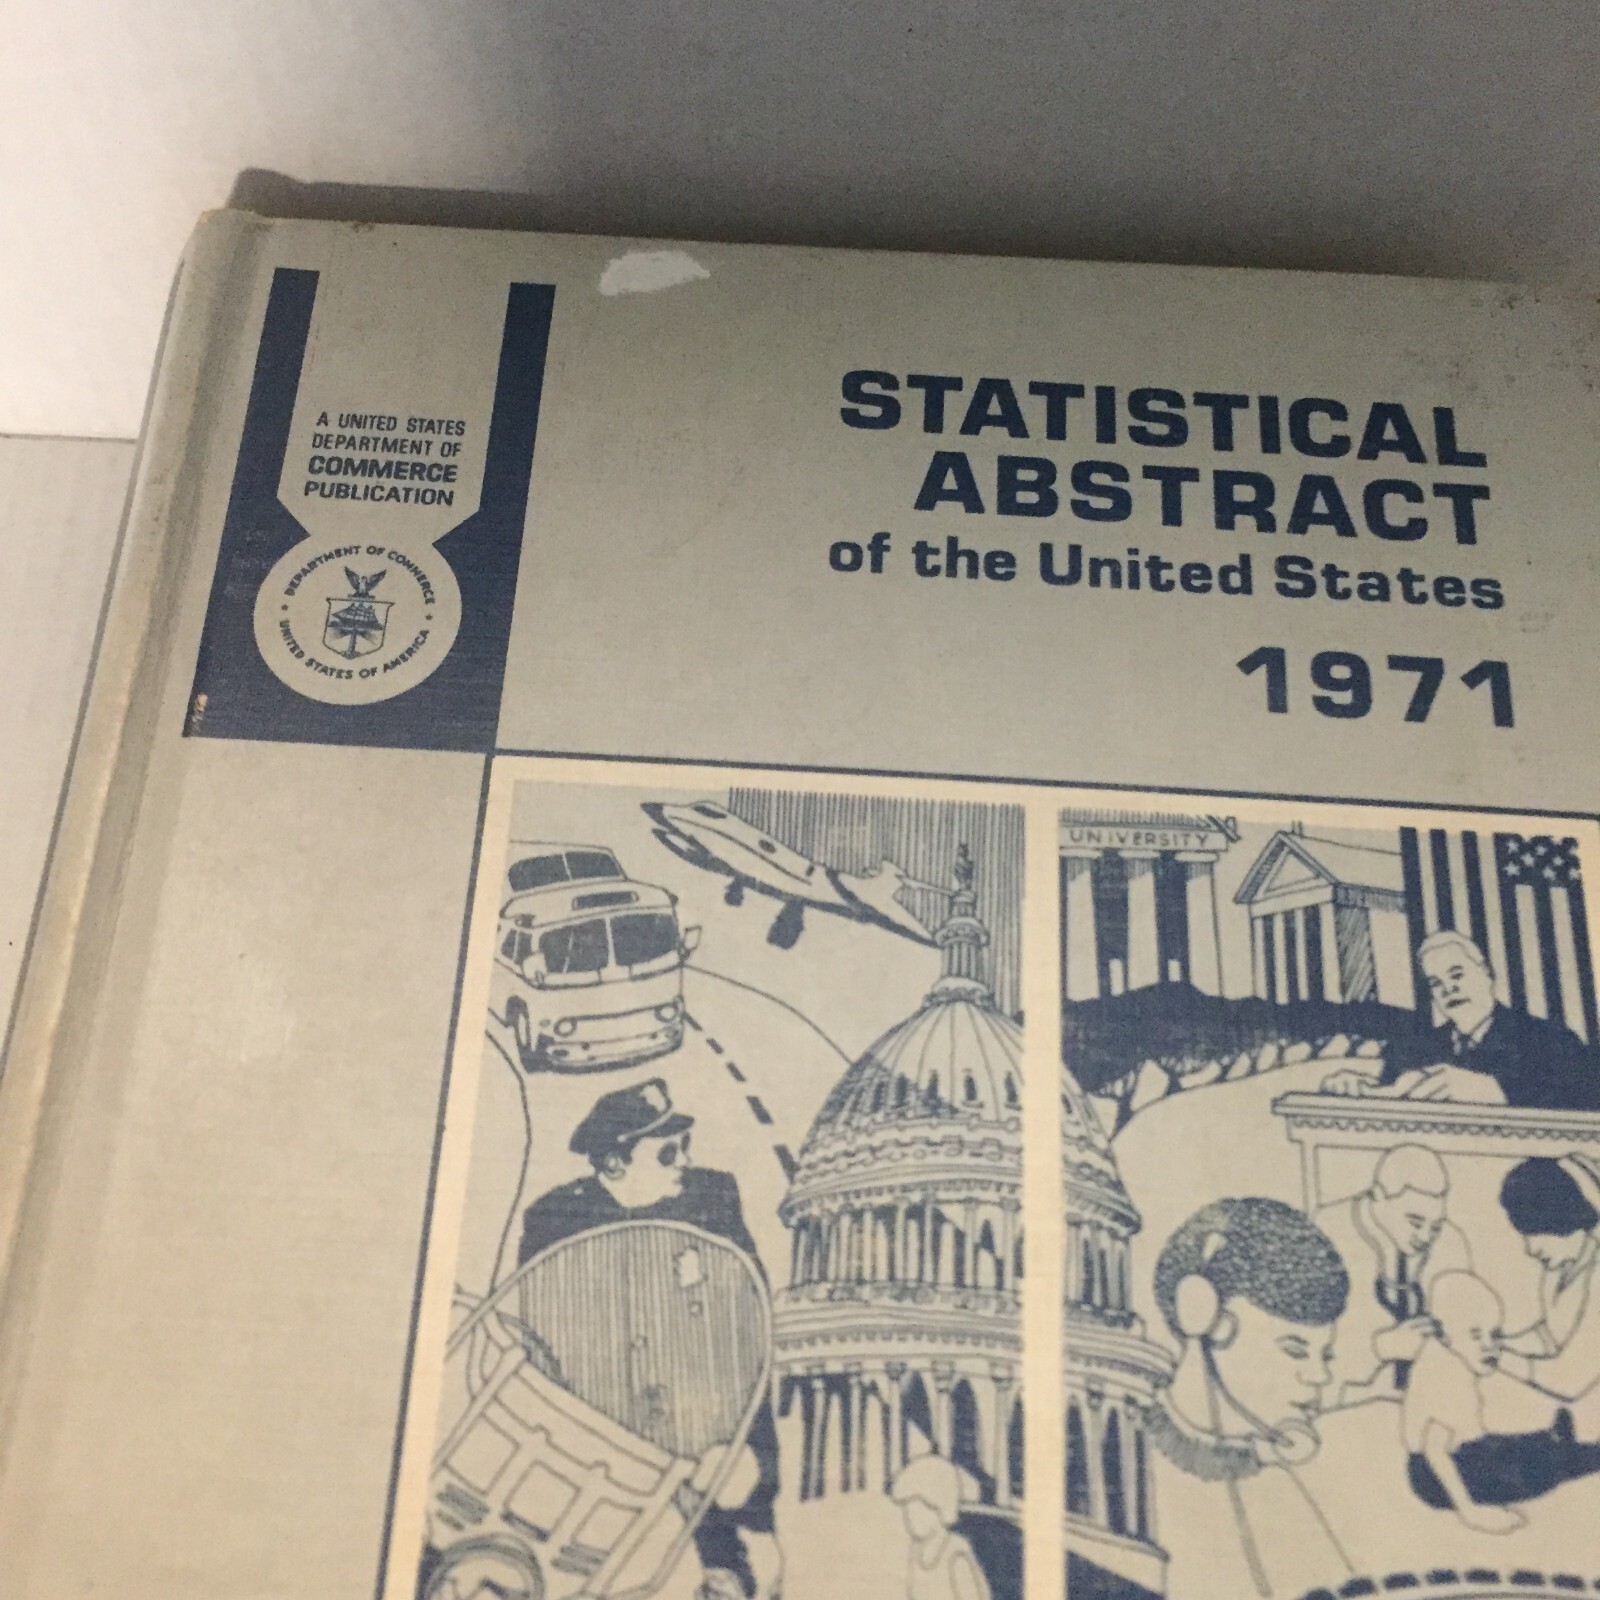 A UNITED STATES
DEPARTMENT OF
COMMERCE
PUBLICATION
DEPARTMENT OF COMMERCE
UNITED STATES OF AMERICA
STATISTICAL
ABSTRACT
of the United States
1971
UNIVERSITY